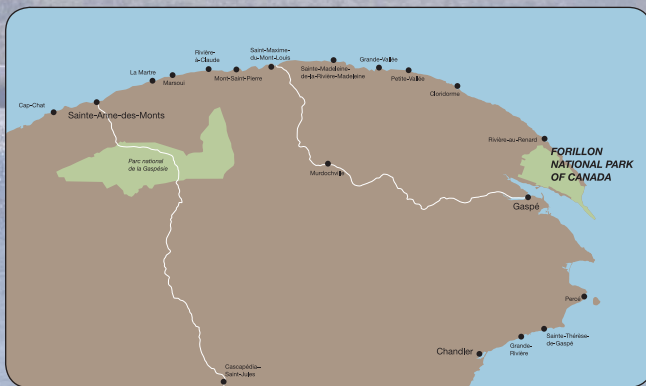 Rivière-
à-Claude
Saint-Maxime-
du-Mont-Louis
La Martre
Marsoui
Mont-Saint-Pierre
Sainte-Madeleine-
de-la-Rivière-Madeleine
Grande-Vallée
Petite-Vallée
Cloridorme
Cap-Chat
Sainte-Anne-des-Monts
Rivière-au-Renard
FORILLON
NATIONAL PARK
OF CANADA
Parc national
de la Gaspésie
Murdochville
Gaspé
Percé
Sainte-Thérèse-
de-Gaspé
Grande-
Rivière
Chandler
Cascapédia–
Saint-Jules